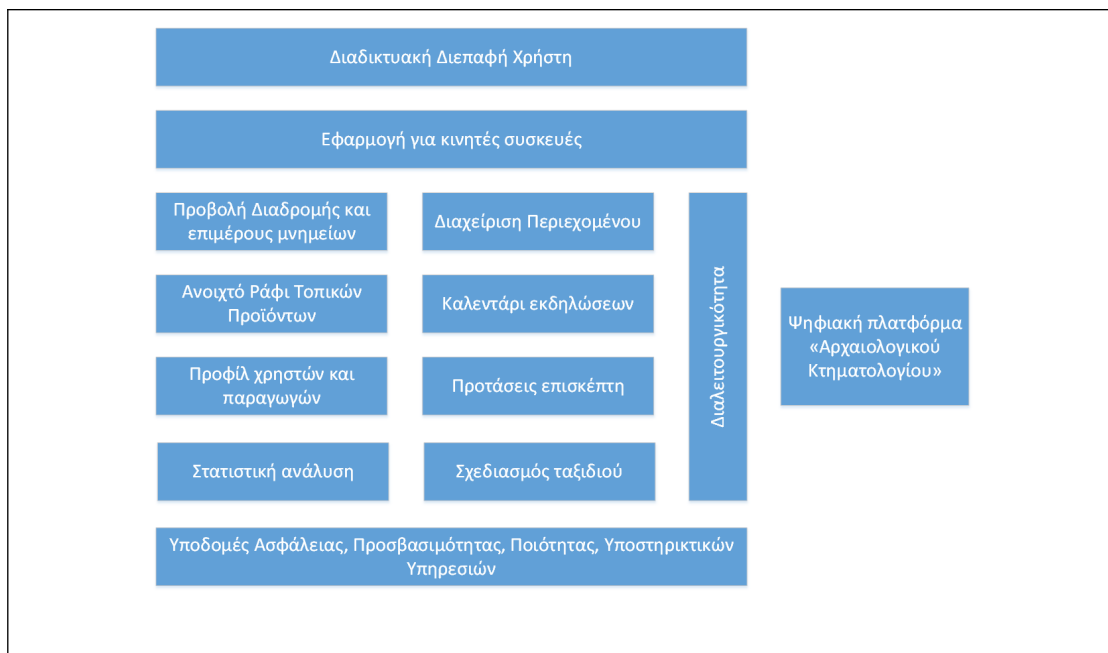 Διαδικτυακή Διεπαφή Χρήστη
Εφαρμογή για κινητές συσκευές
Προβολή Διαδρομής και
επιμέρους μνημείων
Διαχείριση Περιεχομένου
Ανοιχτό Ράφι Τοπικών
Προϊόντων
Καλεντάρι εκδηλώσεων
Προφίλ χρηστών και
παραγωγών
Προτάσεις επισκέπτη
Στατιστική ανάλυση
Σχεδιασμός ταξιδιού
Διαλειτουργικότητα
Ψηφιακή πλατφόρμα
«Αρχαιολογικού
Κτηματολογίου»
Υποδομές Ασφάλειας, Προσβασιμότητας, Ποιότητας, Υποστηρικτικών
Υπηρεσιών